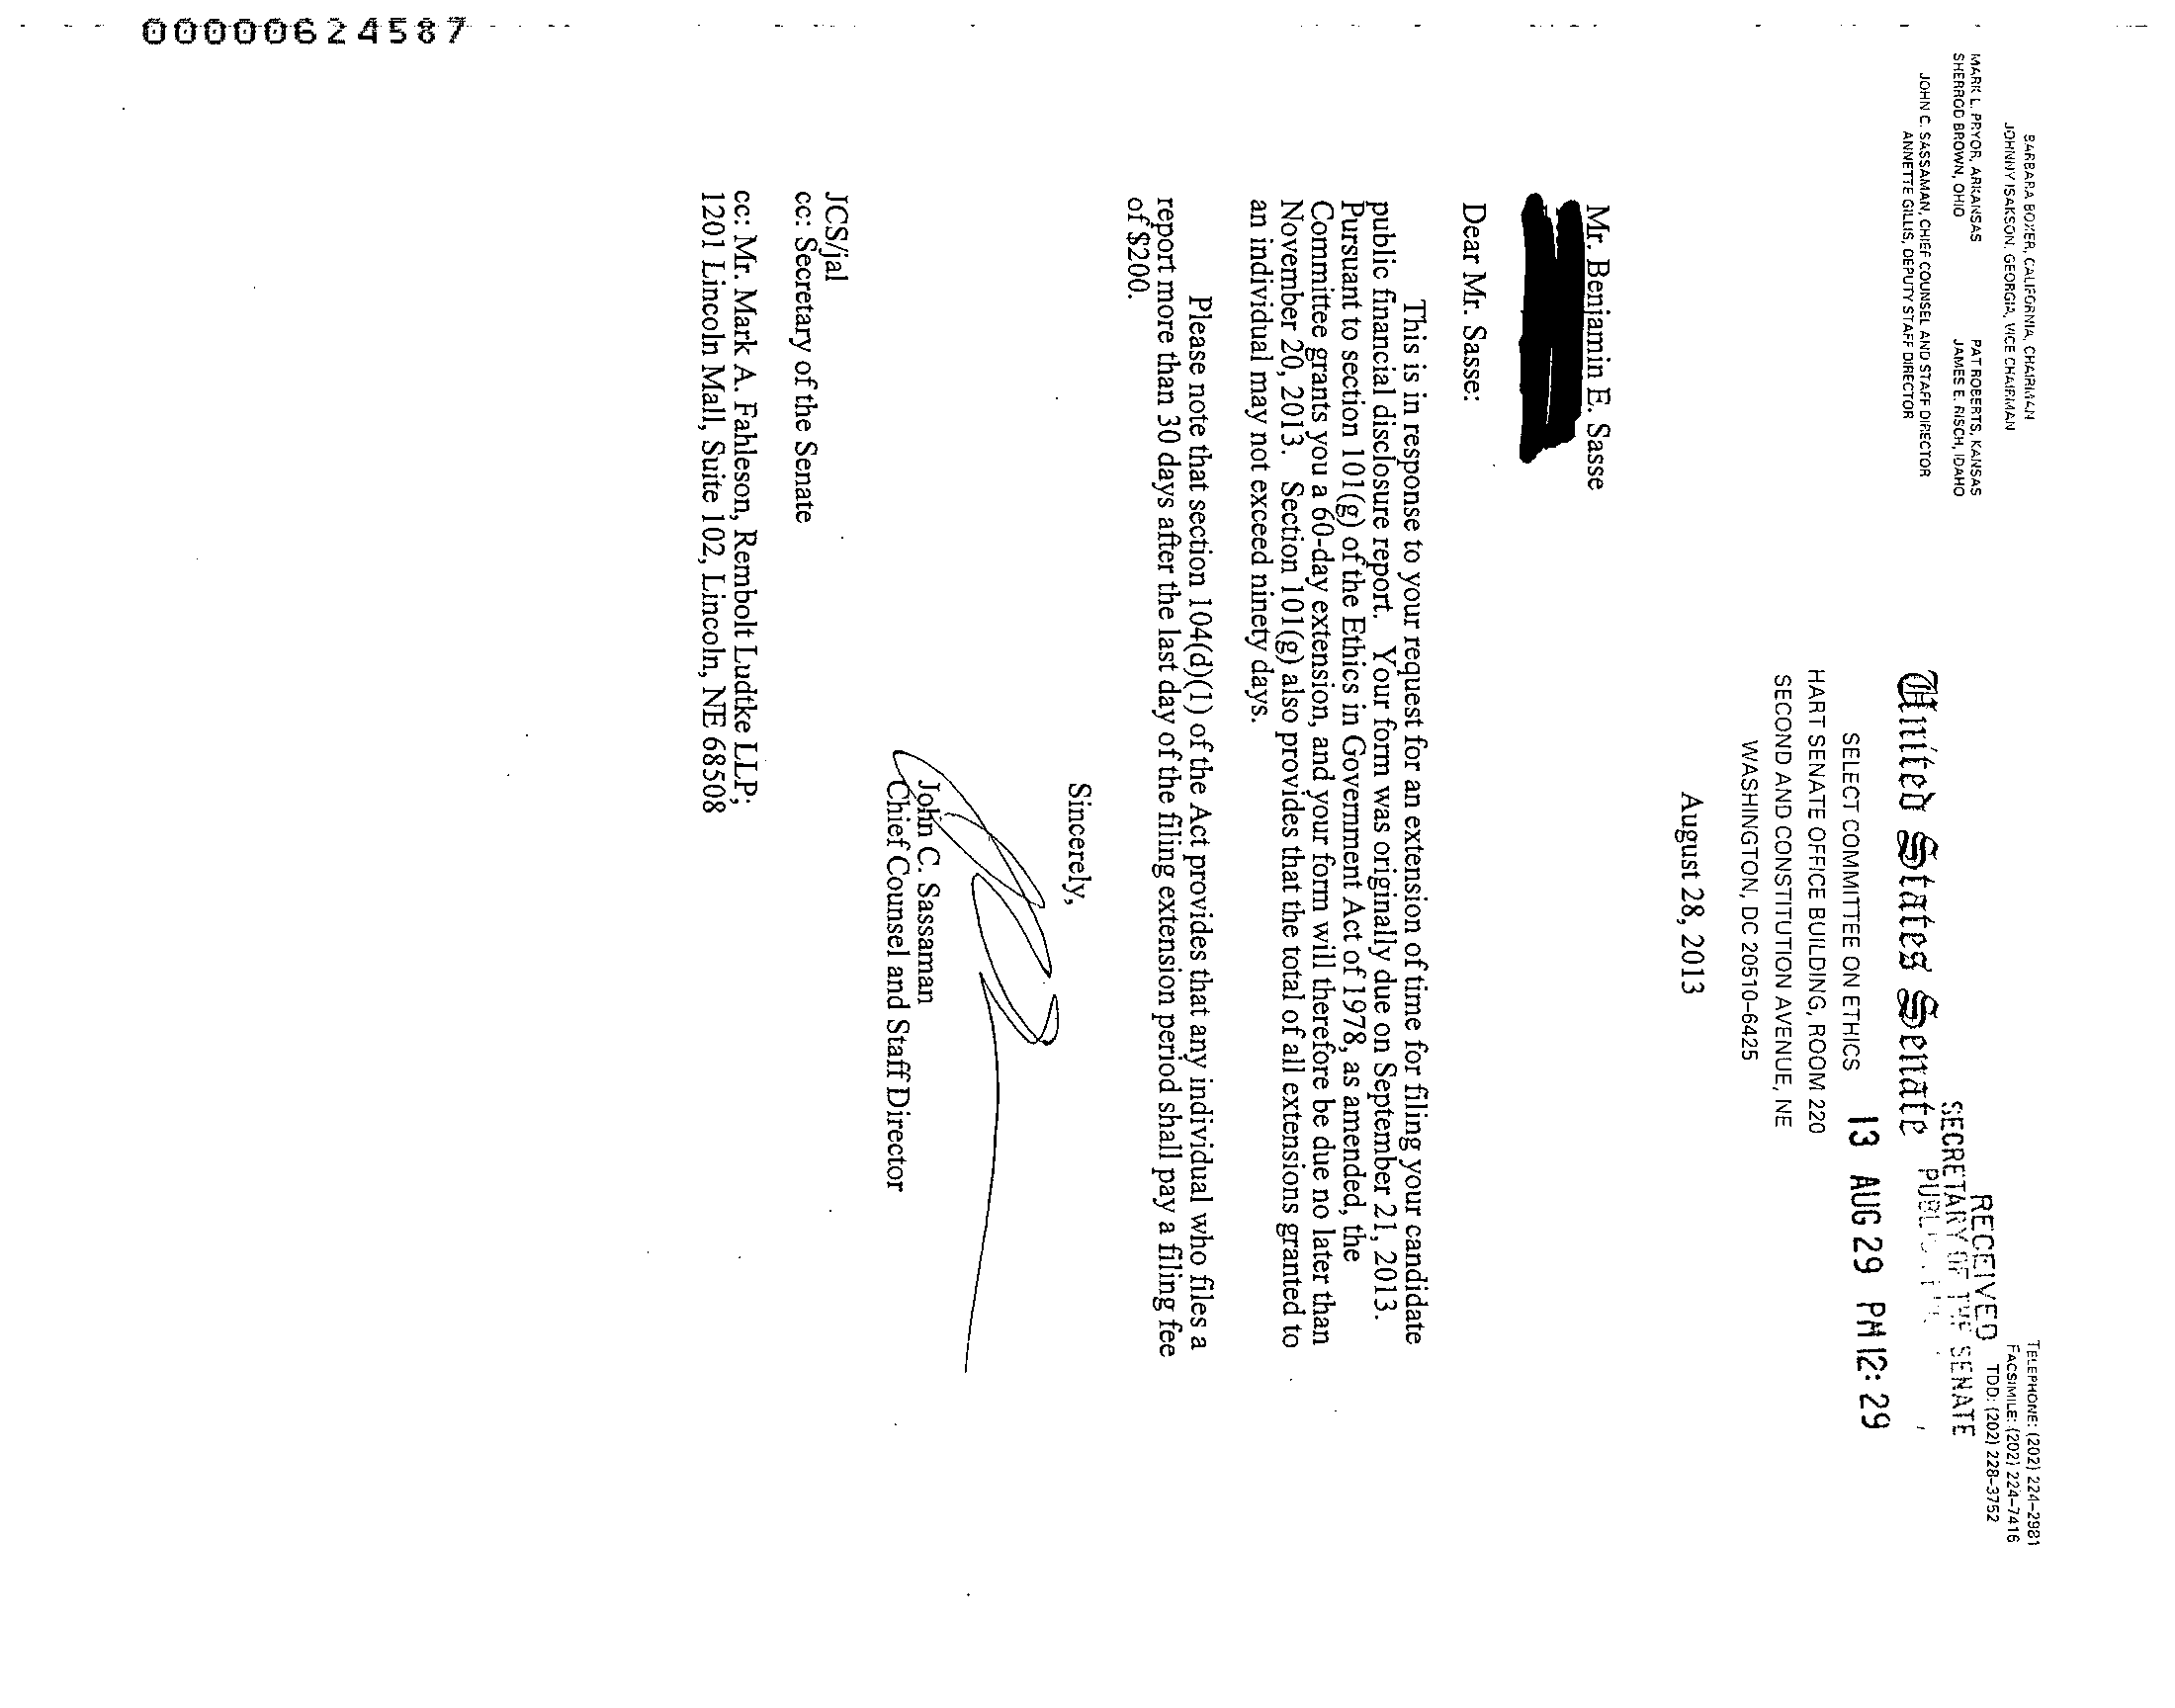 00000624587
BARBARA BOXER, CALIFORNIA, CHAIRMAN
JOHNNY ISAKSON, GEORGIA, VICE CHAIRMAN
MARK L. PRYOR, ARKANSAS PAT ROBERTS, KANSAS
SHERROD BROWN, OHIO JAMES E. RISCH, IDAHO
JOHN C. SASSAMAN, CHIEF COUNSEL AND STAFF DIRECTOR
ANNETTE GILLIS, DEPUTY STAFF DIRECTOR
TELEPHONE: (202) 224-2981
FACSIMILE: (202) 224-7416
TDD: (202) 228-3752
RECEIVED
SECRETARY OF THE SENATE
13 AUG 29 PM 12: 29
United States Senate
SELECT COMMITTEE ON ETHICS
HART SENATE OFFICE BUILDING, ROOM 220
SECOND AND CONSTITUTION AVENUE, NE
WASHINGTON, DC 20510-6425
August 28, 2013
Mr. Benjamin E. Sasse
Dear Mr. Sasse:
This is in response to your request for an extension of time for filing your candidate
public financial disclosure report. Your form was originally due on September 21, 2013.
Pursuant to section 101(g) of the Ethics in Government Act of 1978, as amended, the
Committee grants you a 60-day extension, and your form will therefore be due no later than
November 20, 2013. Section 101(g) also provides that the total of all extensions granted to
an individual may not exceed ninety days.
Please note that section 104(d)(1) of the Act provides that any individual who files a
report more than 30 days after the last day of the filing extension period shall pay a filing fee
of $200.
Sincerely,
John C. Sassaman
Chief Counsel and Staff Director
JCS/jal
cc: Secretary of the Senate
cc: Mr. Mark A. Fahleson, Rembolt Ludtke LLP;
1201 Lincoln Mall, Suite 102, Lincoln, NE 68508